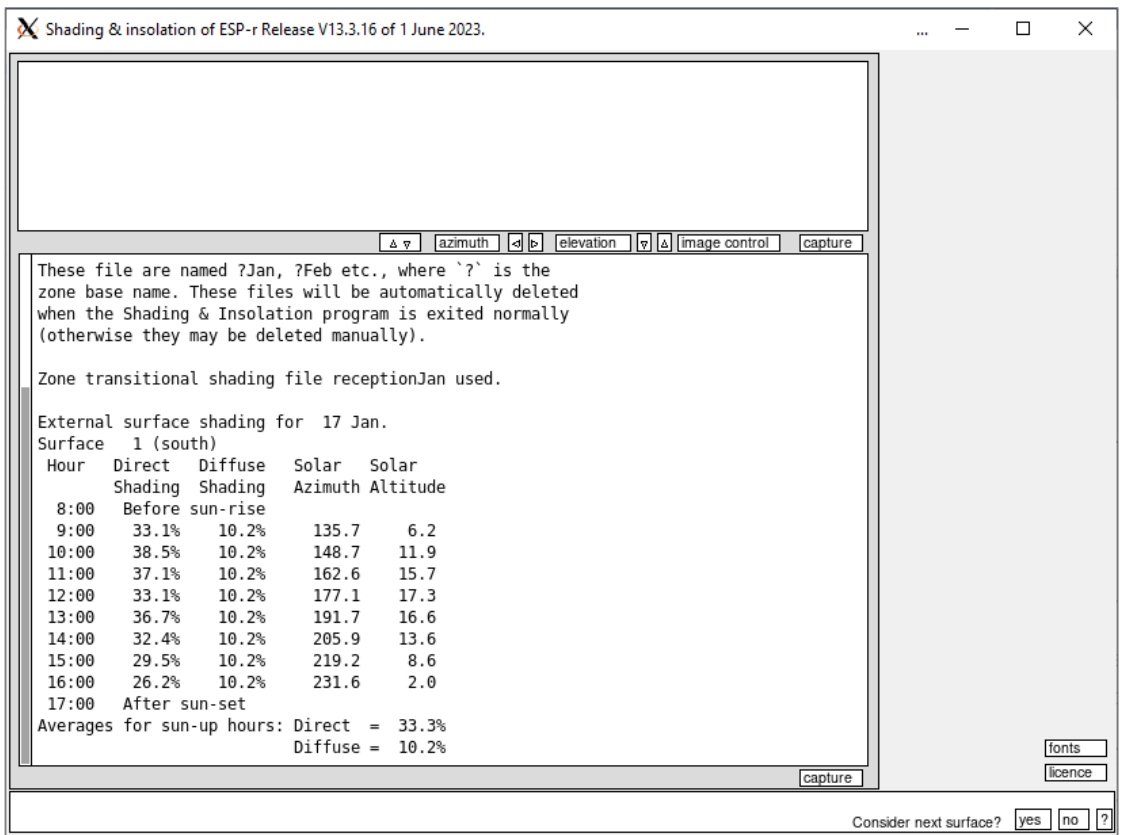 Shading & insolation of ESP-r Release V13.3.16 of 1 June 2023.
...
azimuth elevation image control capture
These file are named ?Jan, ?Feb etc., where `?` is the
zone base name. These files will be automatically deleted
when the Shading & Insolation program is exited normally
(otherwise they may be deleted manually).
Zone transitional shading file receptionJan used.
External surface shading for 17 Jan.
Surface 1 (south)
Hour Direct Diffuse Solar Solar
Shading Shading Azimuth Altitude
8:00 Before sun-rise
9:00 33.1% 10.2% 135.7 6.2
10:00 38.5% 10.2% 148.7 11.9
11:00 37.1% 10.2% 162.6 15.7
12:00 33.1% 10.2% 177.1 17.3
13:00 36.7% 10.2% 191.7 16.6
14:00 32.4% 10.2% 205.9 13.6
15:00 29.5% 10.2% 219.2 8.6
16:00 26.2% 10.2% 231.6 2.0
17:00 After sun-set
Averages for sun-up hours: Direct = 33.3%
Diffuse = 10.2%
fonts
licence
capture
Consider next surface? yes no ?